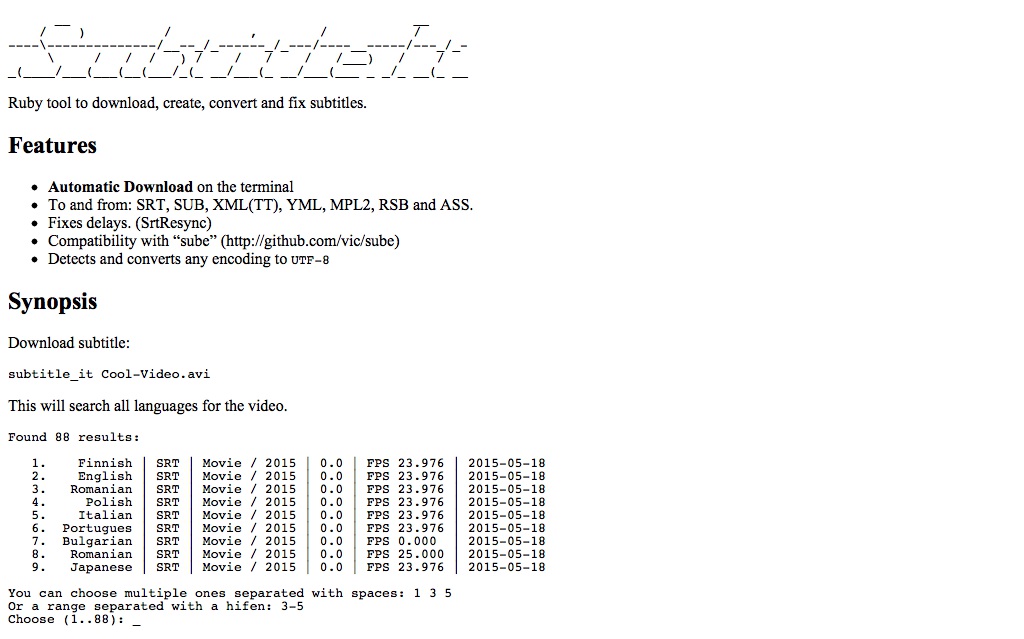 SubtitleIt
Ruby tool to download, create, convert and fix subtitles.
Features
• Automatic Download on the terminal
• To and from: SRT, SUB, XML(TT), YML, MPL2, RSB and ASS.
• Fixes delays. (SrtResync)
• Compatibility with “sube” (http://github.com/vic/sube)
• Detects and converts any encoding to UTF-8
Synopsis
Download subtitle:
subtitle_it Cool-Video.avi
This will search all languages for the video.
Found 88 results:
1. Finnish | SRT | Movie / 2015 | 0.0 | FPS 23.976 | 2015-05-18
2. English | SRT | Movie / 2015 | 0.0 | FPS 23.976 | 2015-05-18
3. Romanian | SRT | Movie / 2015 | 0.0 | FPS 23.976 | 2015-05-18
4. Polish | SRT | Movie / 2015 | 0.0 | FPS 23.976 | 2015-05-18
5. Italian | SRT | Movie / 2015 | 0.0 | FPS 23.976 | 2015-05-18
6. Portugues | SRT | Movie / 2015 | 0.0 | FPS 23.976 | 2015-05-18
7. Bulgarian | SRT | Movie / 2015 | 0.0 | FPS 0.000 | 2015-05-18
8. Romanian | SRT | Movie / 2015 | 0.0 | FPS 25.000 | 2015-05-18
9. Japanese | SRT | Movie / 2015 | 0.0 | FPS 23.976 | 2015-05-18
You can choose multiple ones separated with spaces: 1 3 5
Or a range separated with a hifen: 3-5
Choose (1..88): _